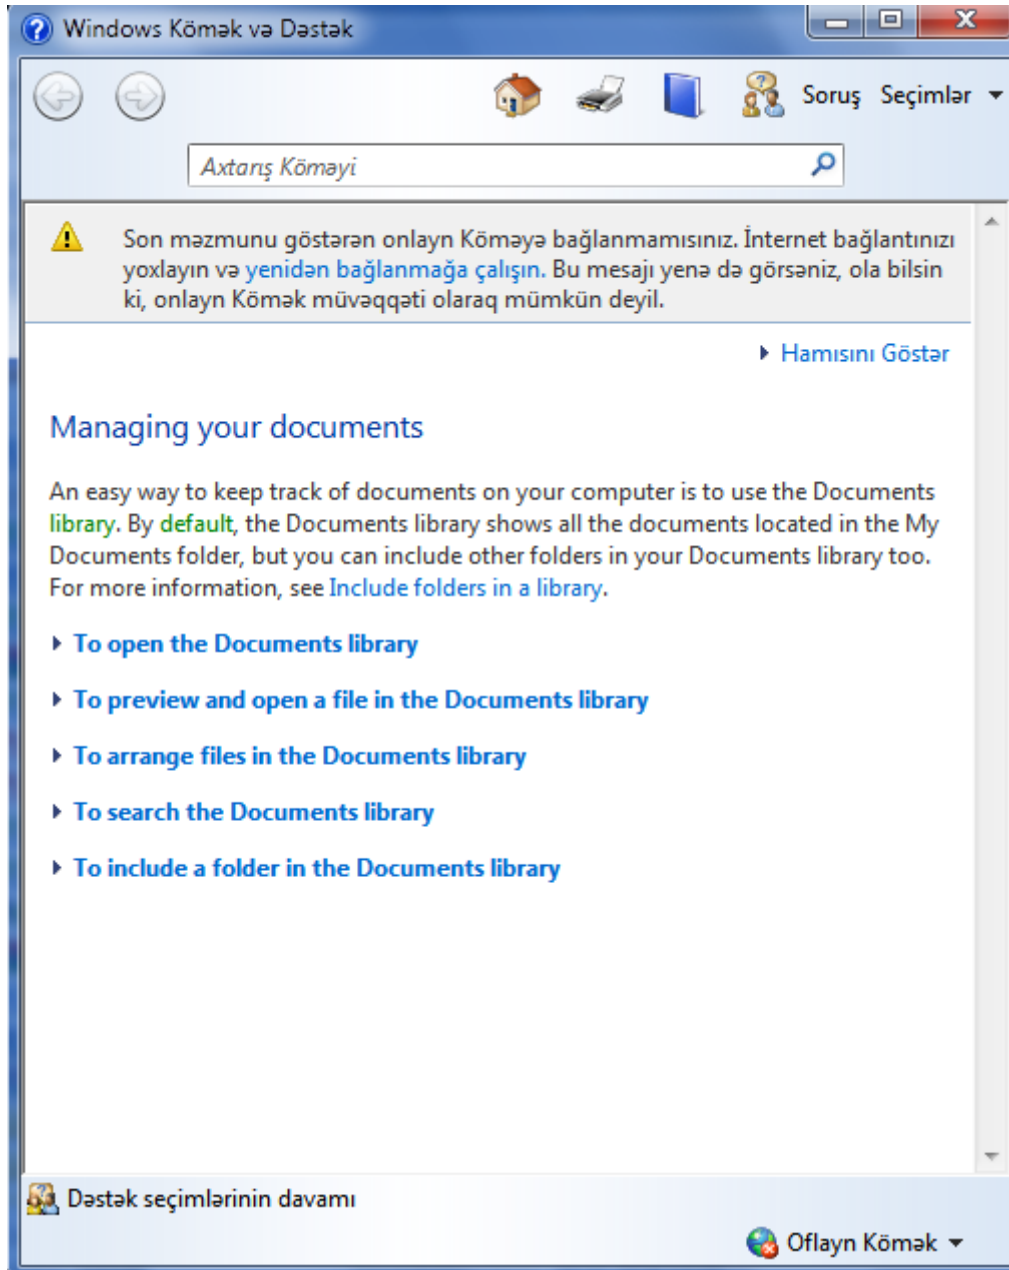 Windows Kömək və Dəstək
Soruş Seçimlər
Axtarış Köməyi
Son məzmunu göstərən onlayn Köməyə bağlanmamısınız. İnternet bağlantınızı
yoxlayın və yenidən bağlanmağa çalışın. Bu mesajı yenə də görsəniz, ola bilsin
ki, onlayn Kömək müvəqqəti olaraq mümkün deyil.
Hamısını Göstər
Managing your documents
An easy way to keep track of documents on your computer is to use the Documents
library. By default, the Documents library shows all the documents located in the My
Documents folder, but you can include other folders in your Documents library too.
For more information, see Include folders in a library.
To open the Documents library
To preview and open a file in the Documents library
To arrange files in the Documents library
To search the Documents library
To include a folder in the Documents library
Dəstək seçimlərinin davamı
Oflayn Kömək